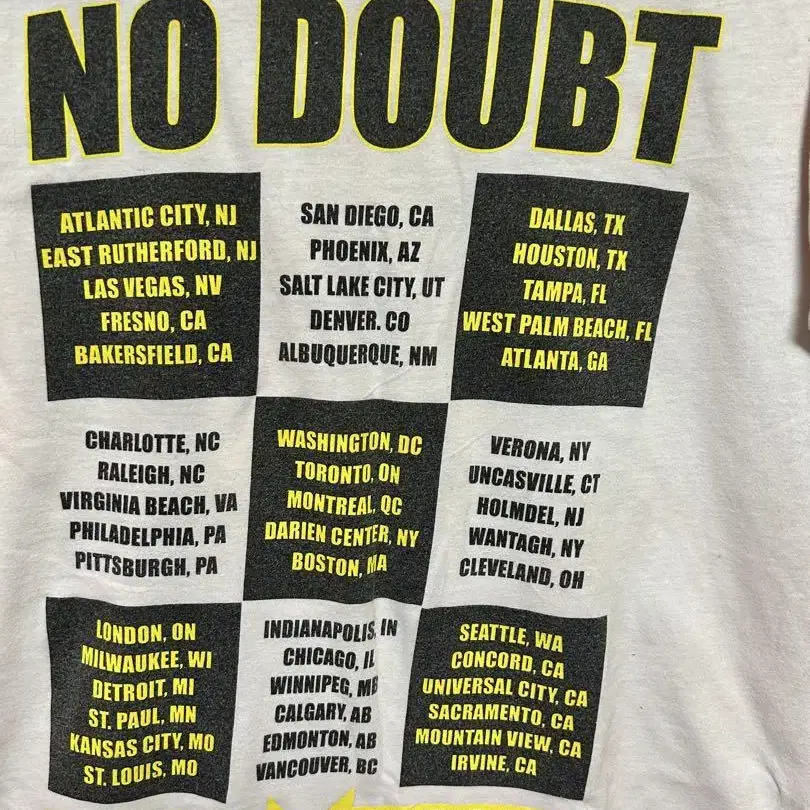 NO DOUBT
ATLANTIC CITY, NJ
EAST RUTHERFORD, NJ
LAS VEGAS, NV
FRESNO, CA
BAKERSFIELD, CA
SAN DIEGO, CA
PHOENIX, AZ
SALT LAKE CITY, UT
DENVER. CO
ALBUQUERQUE, NM
DALLAS, TX
HOUSTON, TX
TAMPA, FL
WEST PALM BEACH, FL
ATLANTA, GA
CHARLOTTE, NC
RALEIGH, NC
VIRGINIA BEACH, VA
PHILADELPHIA, PA
PITTSBURGH, PA
WASHINGTON, DC
TORONTO, ON
MONTREAL, QC
DARIEN CENTER, NY
BOSTON, MA
VERONA, NY
UNCASVILLE, CT
HOLMDEL, NJ
WANTAGH, NY
CLEVELAND, OH
LONDON, ON
MILWAUKEE, WI
DETROIT, MI
ST. PAUL, MN
KANSAS CITY, MO
ST. LOUIS, MO
INDIANAPOLIS, IN
CHICAGO, IL
WINNIPEG, MB
CALGARY, AB
EDMONTON, AB
VANCOUVER, BC
SEATTLE, WA
CONCORD, CA
UNIVERSAL CITY, CA
SACRAMENTO, CA
MOUNTAIN VIEW, CA
IRVINE, CA